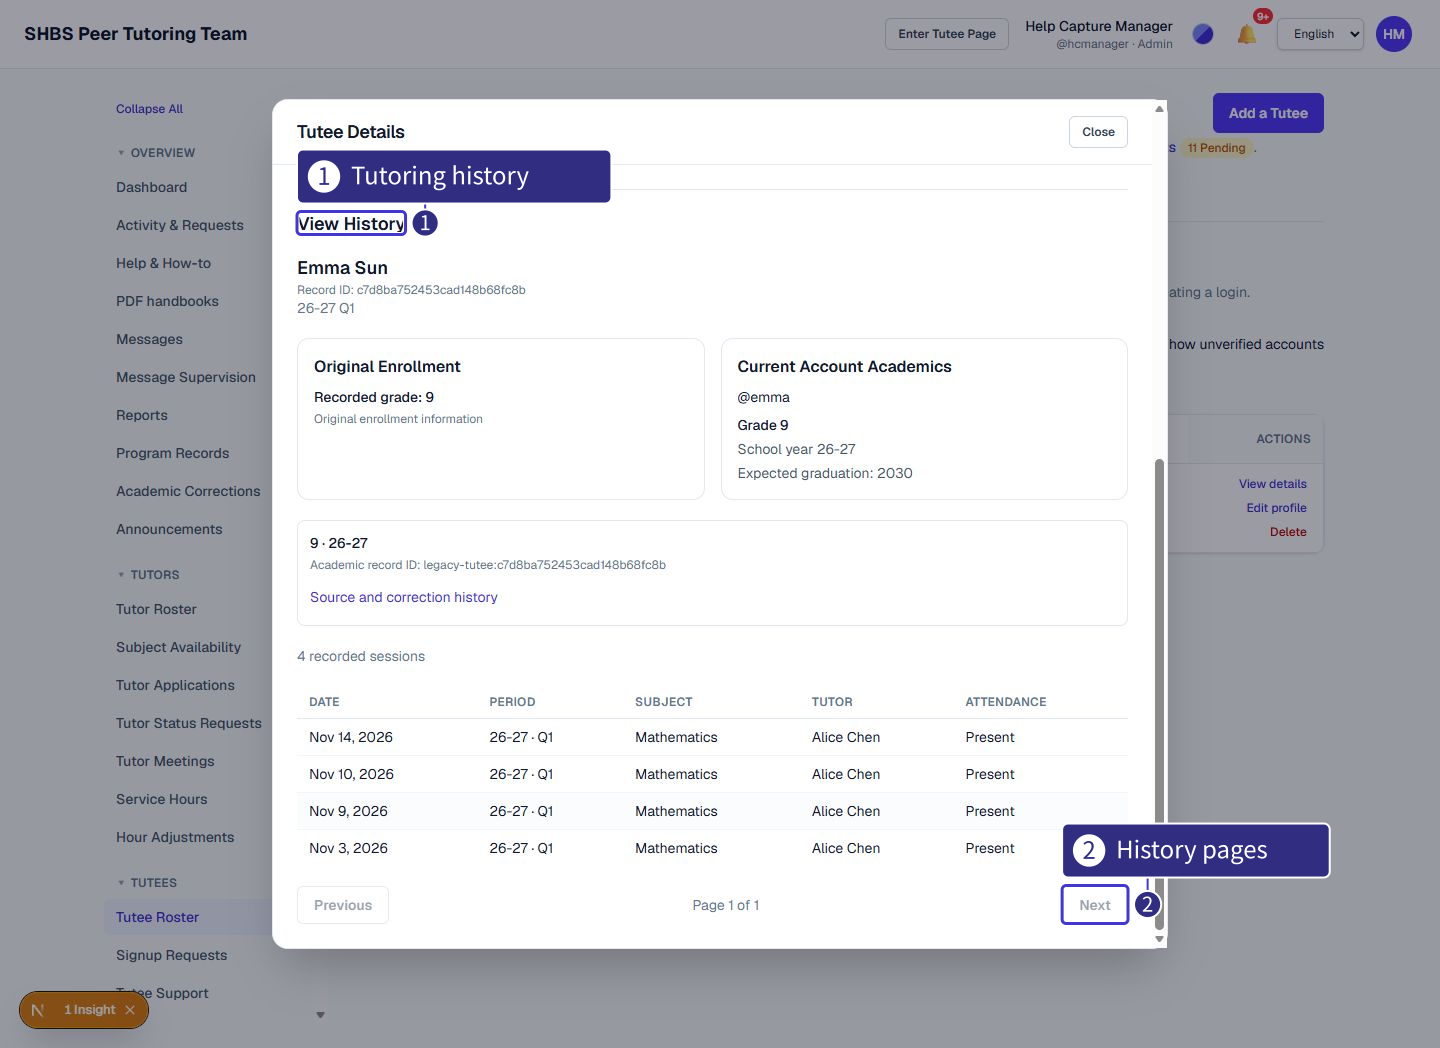 SHBS Peer Tutoring Team
Enter Tutee Page
Help Capture Manager
@hcmanager · Admin
9+
English
HM
Collapse All
OVERVIEW
Dashboard
Activity & Requests
Help & How-to
PDF handbooks
Messages
Message Supervision
Reports
Program Records
Academic Corrections
Announcements
TUTORS
Tutor Roster
Subject Availability
Tutor Applications
Tutor Status Requests
Tutor Meetings
Service Hours
Hour Adjustments
TUTEES
Tutee Roster
Signup Requests
Tutee Support
1 Insight
Add a Tutee
s 11 Pending .
ating a login.
how unverified accounts
ACTIONS
View details
Edit profile
Delete
Tutee Details
Close
1 Tutoring history
View History 1
Emma Sun
Record ID: c7d8ba752453cad148b68fc8b
26-27 Q1
Original Enrollment
Recorded grade: 9
Original enrollment information
Current Account Academics
@emma
Grade 9
School year 26-27
Expected graduation: 2030
9 · 26-27
Academic record ID: legacy-tutee:c7d8ba752453cad148b68fc8b
Source and correction history
4 recorded sessions
DATE PERIOD SUBJECT TUTOR ATTENDANCE
Nov 14, 2026 26-27 · Q1 Mathematics Alice Chen Present
Nov 10, 2026 26-27 · Q1 Mathematics Alice Chen Present
Nov 9, 2026 26-27 · Q1 Mathematics Alice Chen Present
Nov 3, 2026 26-27 · Q1 Mathematics Alice Chen Present
2 History pages
Previous Page 1 of 1 Next 2